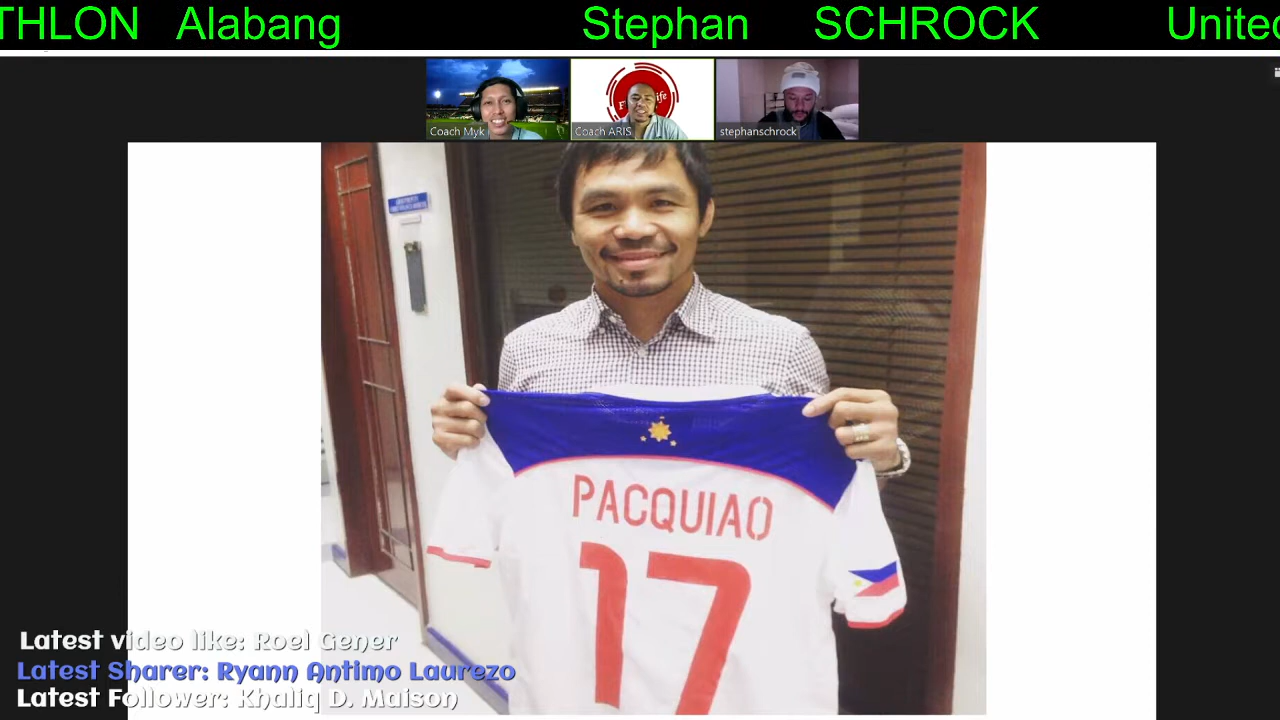 THLON Alabang Stephan SCHROCK United
Coach Myk
Coach ARIS
stephanschrock
PACQUIAO
17
Latest video like: Roel Gener
Latest Sharer: Ryann Antimo Laurezo
Latest Follower: Khaliq D. Maison